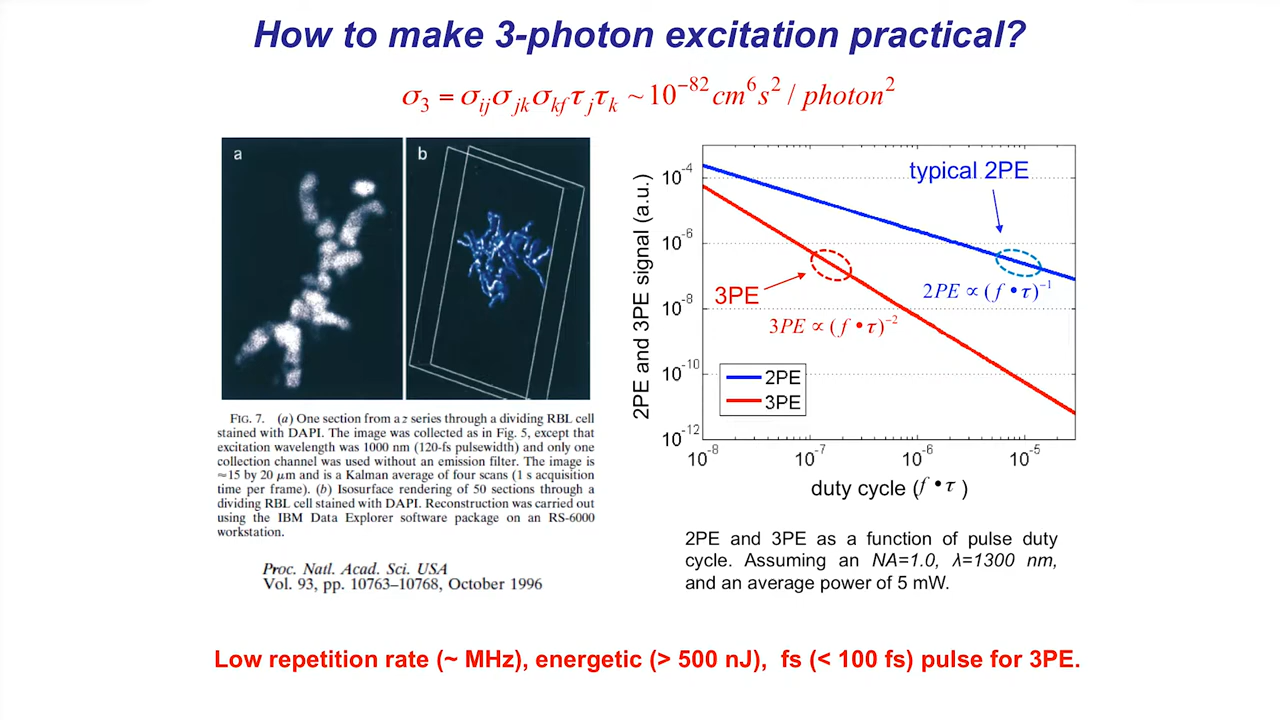 How to make 3-photon excitation practical?
σ₃ = σᵢⱼσⱼₖσₖf τⱼτₖ ~ 10⁻⁸² cm⁶s² / photon²
a
b
FIG. 7. (a) One section from a z series through a dividing RBL cell
stained with DAPI. The image was collected as in Fig. 5, except that
excitation wavelength was 1000 nm (120-fs pulsewidth) and only one
collection channel was used without an emission filter. The image is
≈15 by 20 μm and is a Kalman average of four scans (1 s acquisition
time per frame). (b) Isosurface rendering of 50 sections through a
dividing RBL cell stained with DAPI. Reconstruction was carried out
using the IBM Data Explorer software package on an RS-6000
workstation.
Proc. Natl. Acad. Sci. USA
Vol. 93, pp. 10763–10768, October 1996
2PE and 3PE signal (a.u.)
10⁻⁴
10⁻⁶
10⁻⁸
10⁻¹⁰
10⁻¹²
typical 2PE
3PE
2PE ∝ (f • τ)⁻¹
3PE ∝ (f • τ)⁻²
2PE
3PE
10⁻⁸ 10⁻⁷ 10⁻⁶ 10⁻⁵
duty cycle (f • τ)
2PE and 3PE as a function of pulse duty
cycle. Assuming an NA=1.0, λ=1300 nm,
and an average power of 5 mW.
Low repetition rate (~ MHz), energetic (> 500 nJ), fs (< 100 fs) pulse for 3PE.